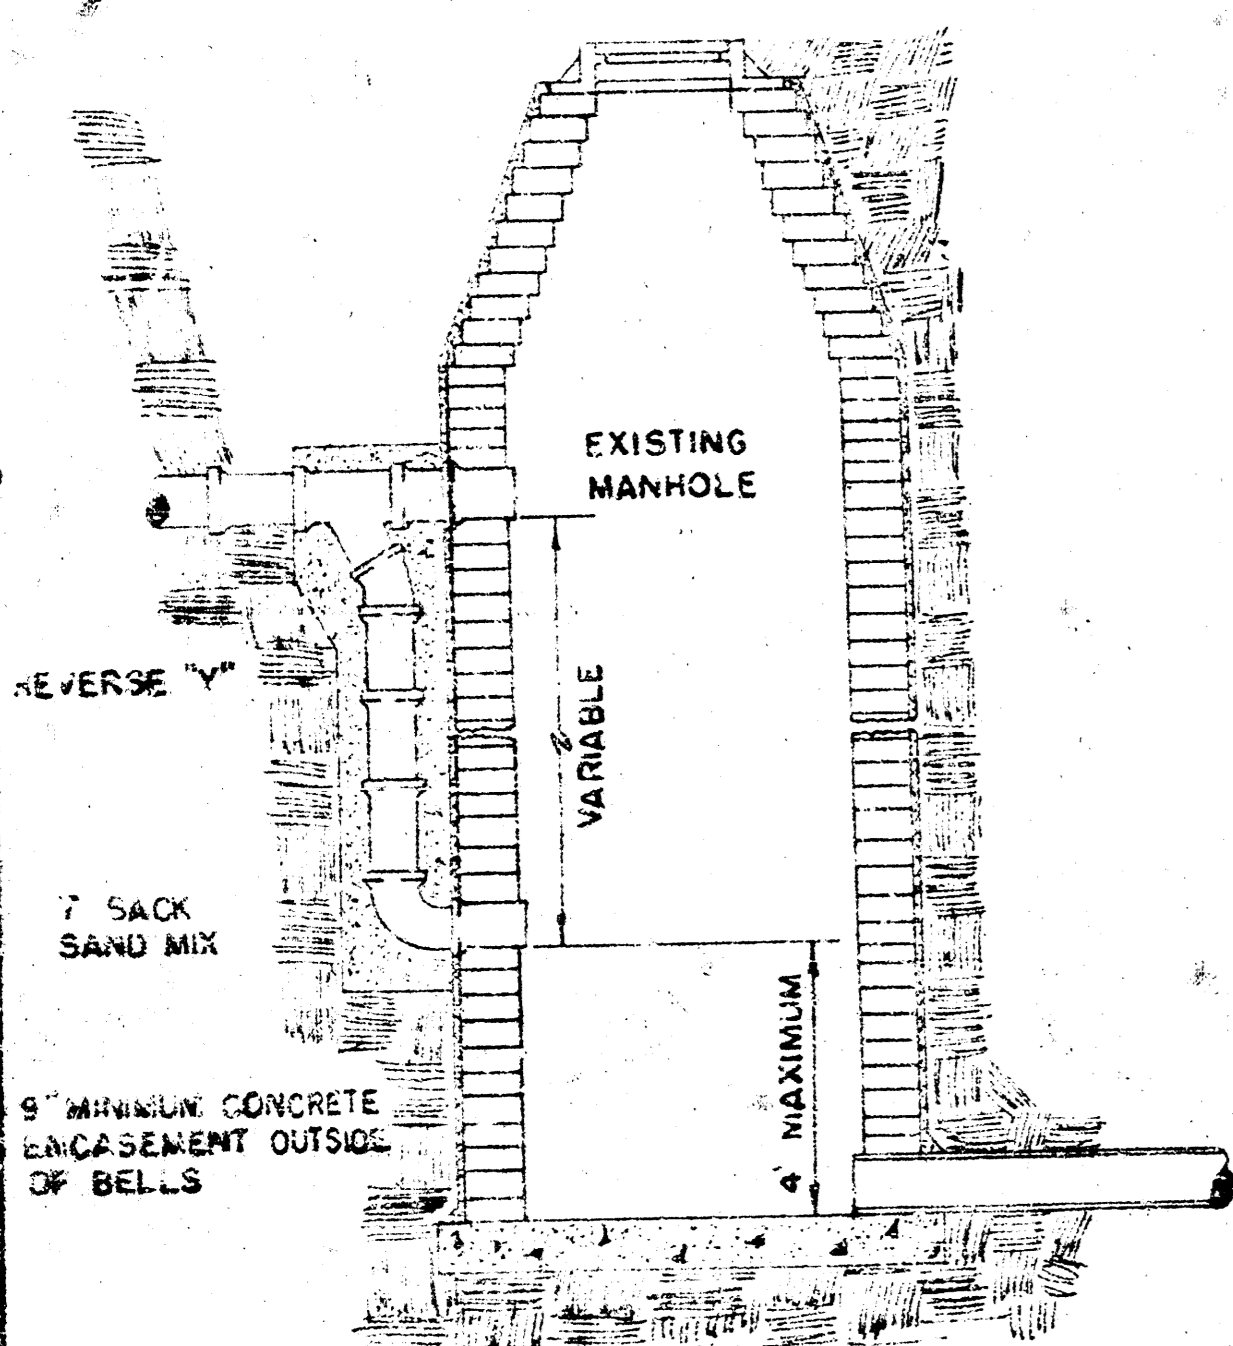 EXISTING
MANHOLE
REVERSE "Y"
VARIABLE
7 SACK
SAND MIX
4' MAXIMUM
9" MINIMUM CONCRETE
ENCASEMENT OUTSIDE
OF BELLS